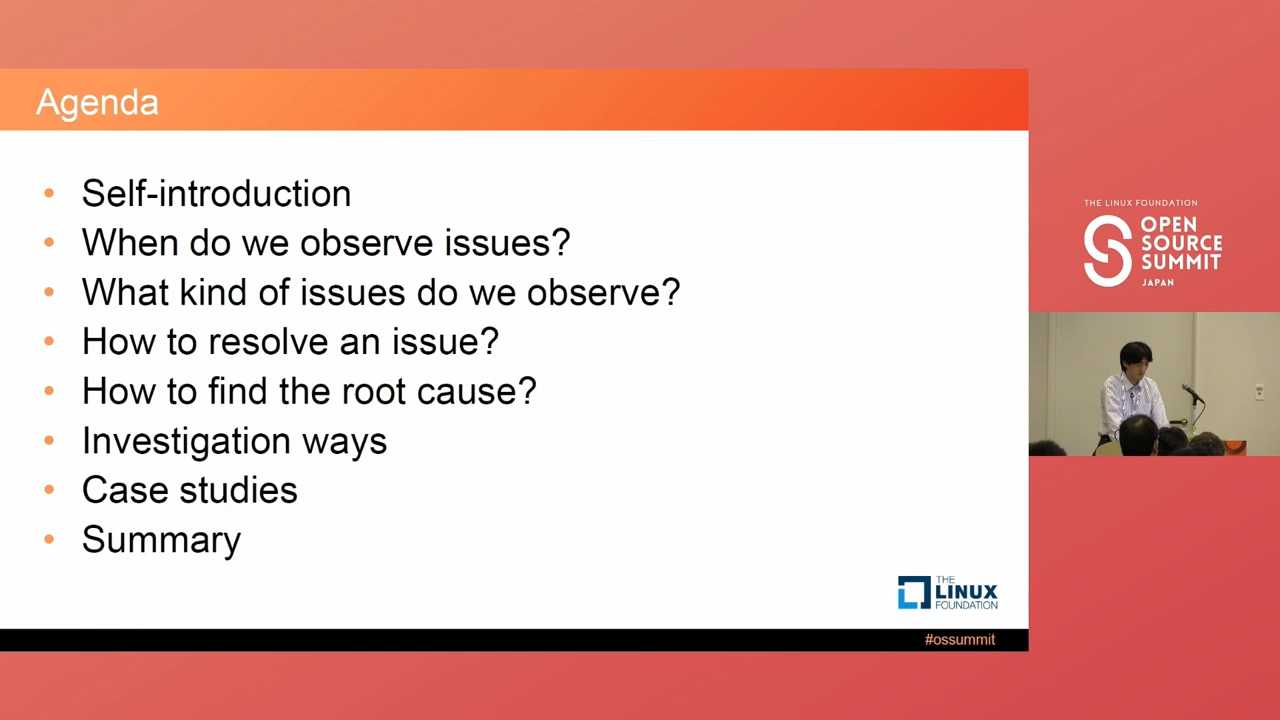 Agenda
• Self-introduction
• When do we observe issues?
• What kind of issues do we observe?
• How to resolve an issue?
• How to find the root cause?
• Investigation ways
• Case studies
• Summary
THE
LINUX
FOUNDATION
#ossummit
THE LINUX FOUNDATION
OPEN
SOURCE
SUMMIT
JAPAN